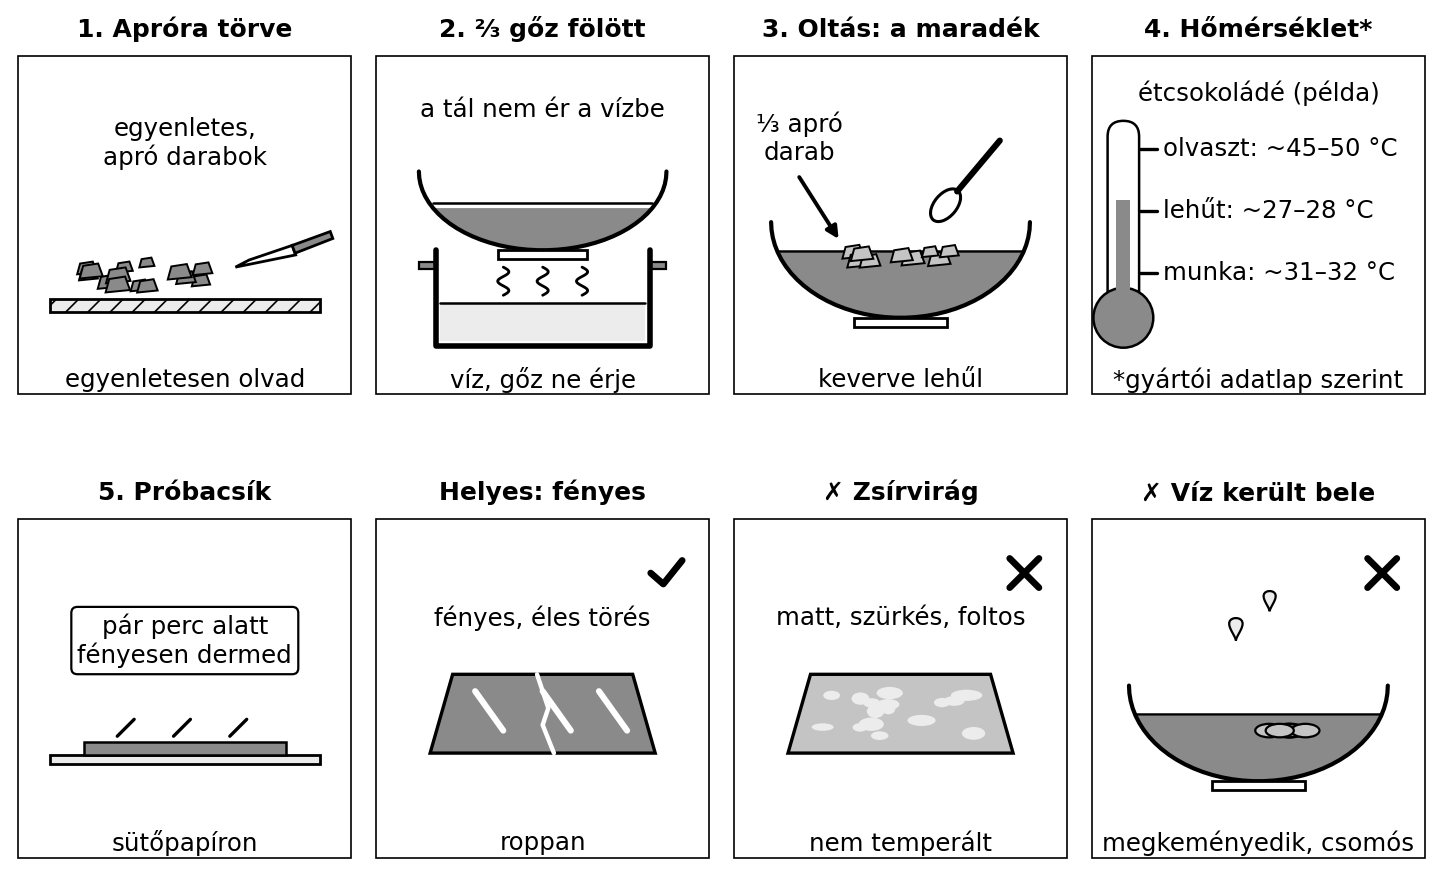 1. Apróra törve
egyenletes,
apró darabok
egyenletesen olvad
2. ⅔ gőz fölött
a tál nem ér a vízbe
víz, gőz ne érje
3. Oltás: a maradék
⅓ apró
darab
keverve lehűl
4. Hőmérséklet*
étcsokoládé (példa)
olvaszt: ~45–50 °C
lehűt: ~27–28 °C
munka: ~31–32 °C
*gyártói adatlap szerint
5. Próbacsík
pár perc alatt
fényesen dermed
sütőpapíron
Helyes: fényes
fényes, éles törés
roppan
✗ Zsírvirág
matt, szürkés, foltos
nem temperált
✗ Víz került bele
megkeményedik, csomós